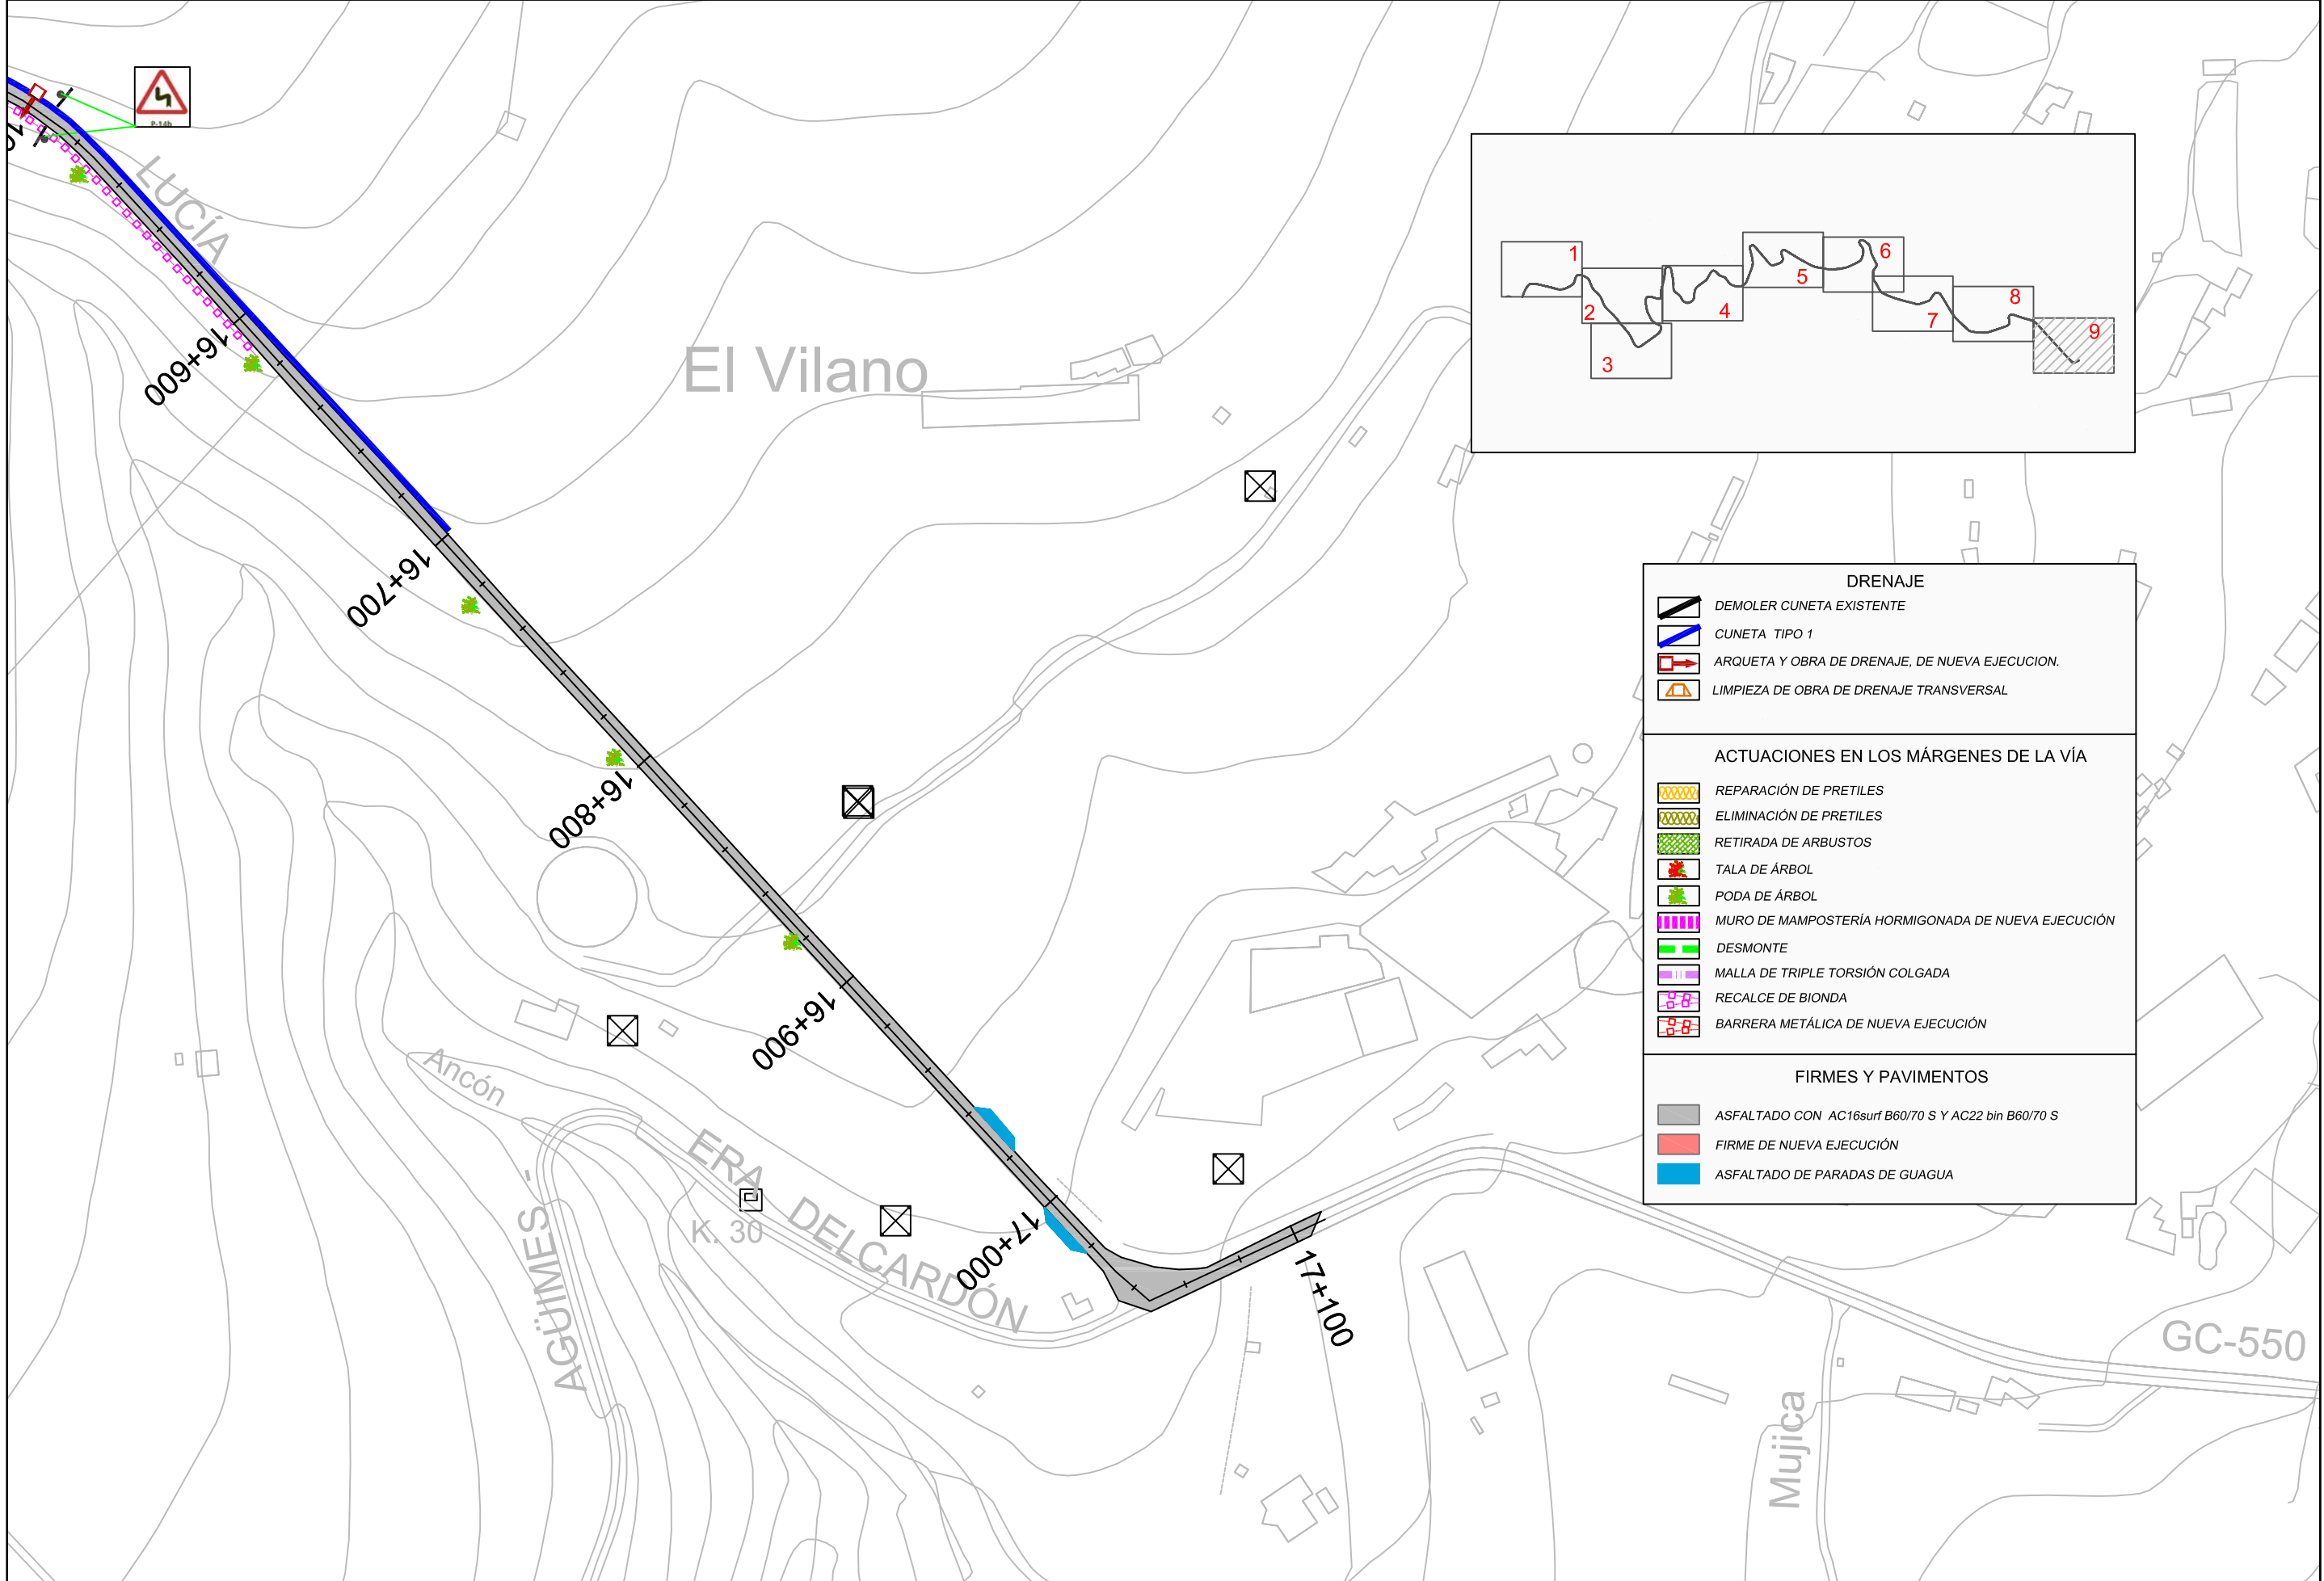 P-14b
LUCÍA
16+600
El Vilano
1
2
3
4
5
6
7
8
9
16+700
16+800
16+900
17+000
17+100
Ancón
AGÜIMES -
ERA DELCARDÓN
K. 30
GC-550
Mujica
DRENAJE
DEMOLER CUNETA EXISTENTE
CUNETA TIPO 1
ARQUETA Y OBRA DE DRENAJE, DE NUEVA EJECUCION.
LIMPIEZA DE OBRA DE DRENAJE TRANSVERSAL
ACTUACIONES EN LOS MÁRGENES DE LA VÍA
REPARACIÓN DE PRETILES
ELIMINACIÓN DE PRETILES
RETIRADA DE ARBUSTOS
TALA DE ÁRBOL
PODA DE ÁRBOL
MURO DE MAMPOSTERÍA HORMIGONADA DE NUEVA EJECUCIÓN
DESMONTE
MALLA DE TRIPLE TORSIÓN COLGADA
RECALCE DE BIONDA
BARRERA METÁLICA DE NUEVA EJECUCIÓN
FIRMES Y PAVIMENTOS
ASFALTADO CON AC16surf B60/70 S Y AC22 bin B60/70 S
FIRME DE NUEVA EJECUCIÓN
ASFALTADO DE PARADAS DE GUAGUA